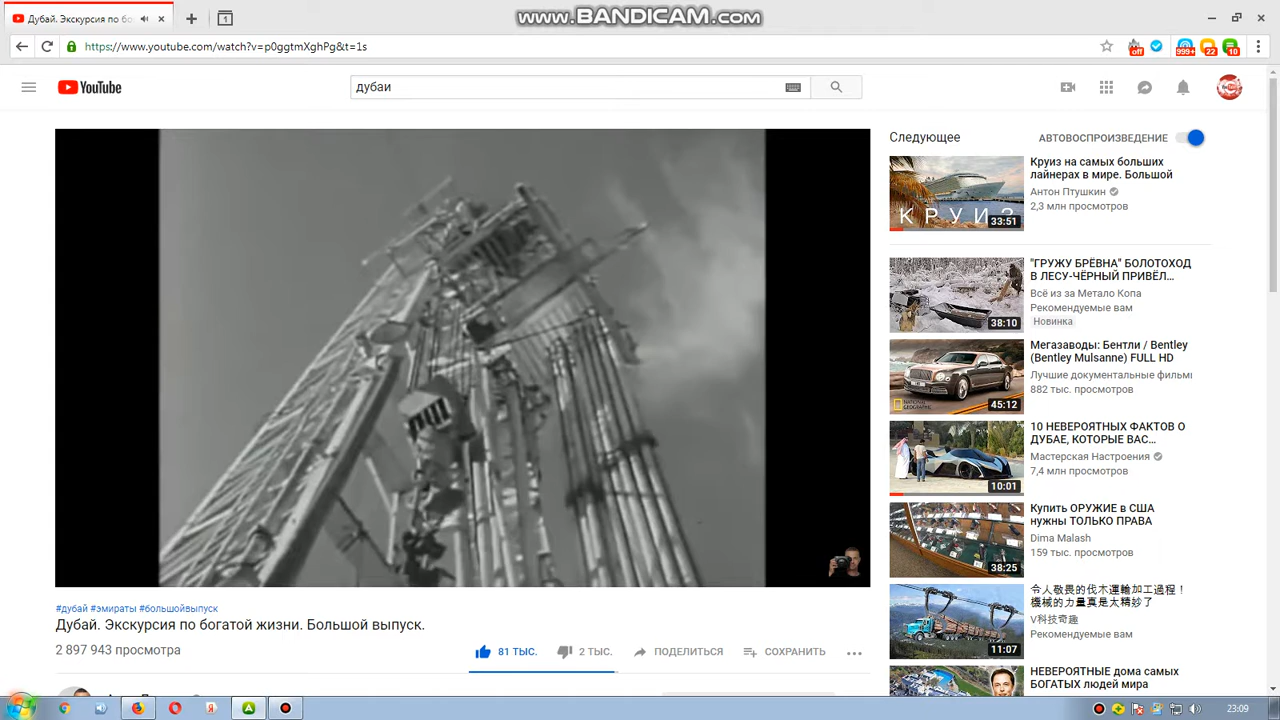 Дубай. Экскурсия по бо
www.BANDICAM.com
https://www.youtube.com/watch?v=p0ggtmXghPg&t=1s
off
999+
22
10
YouTube
дубаи
Следующее
АВТОВОСПРОИЗВЕДЕНИЕ
КРУИЗ
33:51
Круиз на самых больших
лайнерах в мире. Большой
Антон Птушкин
2,3 млн просмотров
38:10
"ГРУЖУ БРЁВНА" БОЛОТОХОД
В ЛЕСУ-ЧЁРНЫЙ ПРИВЁЛ...
Всё из за Метало Копа
Рекомендуемые вам
Новинка
NATIONAL
GEOGRAPHIC
45:12
Мегазаводы: Бентли / Bentley
(Bentley Mulsanne) FULL HD
Лучшие документальные фильмы
882 тыс. просмотров
10:01
10 НЕВЕРОЯТНЫХ ФАКТОВ О
ДУБАЕ, КОТОРЫЕ ВАС...
Мастерская Настроения
7,4 млн просмотров
38:25
Купить ОРУЖИЕ в США
нужны ТОЛЬКО ПРАВА
Dima Malash
159 тыс. просмотров
11:07
令人敬畏的伐木運輸加工過程！
機械的力量真是太精妙了
V科技奇趣
Рекомендуемые вам
НЕВЕРОЯТНЫЕ дома самых
БОГАТЫХ людей мира
#дубай #эмираты #большойвыпуск
Дубай. Экскурсия по богатой жизни. Большой выпуск.
2 897 943 просмотра
81 ТЫС.
2 ТЫС.
ПОДЕЛИТЬСЯ
СОХРАНИТЬ
23:09